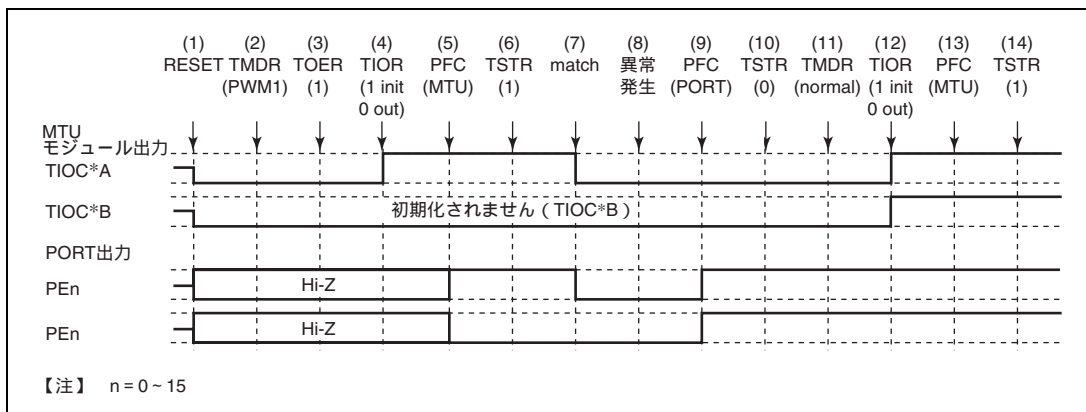 (1) (2) (3) (4) (5) (6) (7) (8) (9) (10) (11) (12) (13) (14)
RESET TMDR TOER TIOR PFC TSTR match 異常 PFC TSTR TMDR TIOR PFC TSTR
(PWM1) (1) (1 init (MTU) (1) 発生 (PORT) (0) (normal) (1 init (MTU) (1)
0 out) 0 out)
MTU
モジュール出力
TIOC*A
TIOC*B 初期化されません(TIOC*B)
PORT出力
PEn Hi-Z
PEn Hi-Z
【注】 n = 0 ~ 15